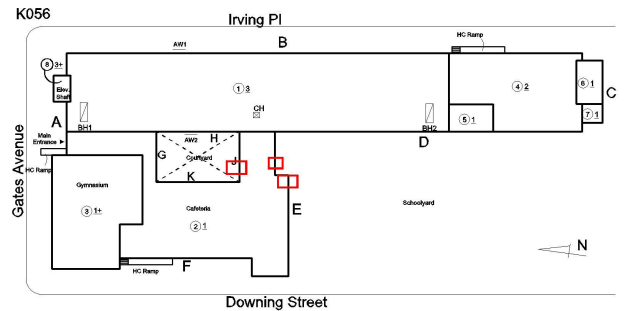 K056
Irving Pl
HC Ramp
AW1
B
8 3+
Elev.
Shaft
1 3
4 2
6 1
C
A
CH
5 1
7 1
BH1
BH2
Main
Entrance
AW2
H
D
G
Courtyard
J
HC Ramp
K
Gymnasium
Gates Avenue
Cafeteria
E
Schoolyard
3 1+
2 1
N
F
HC Ramp
Downing Street